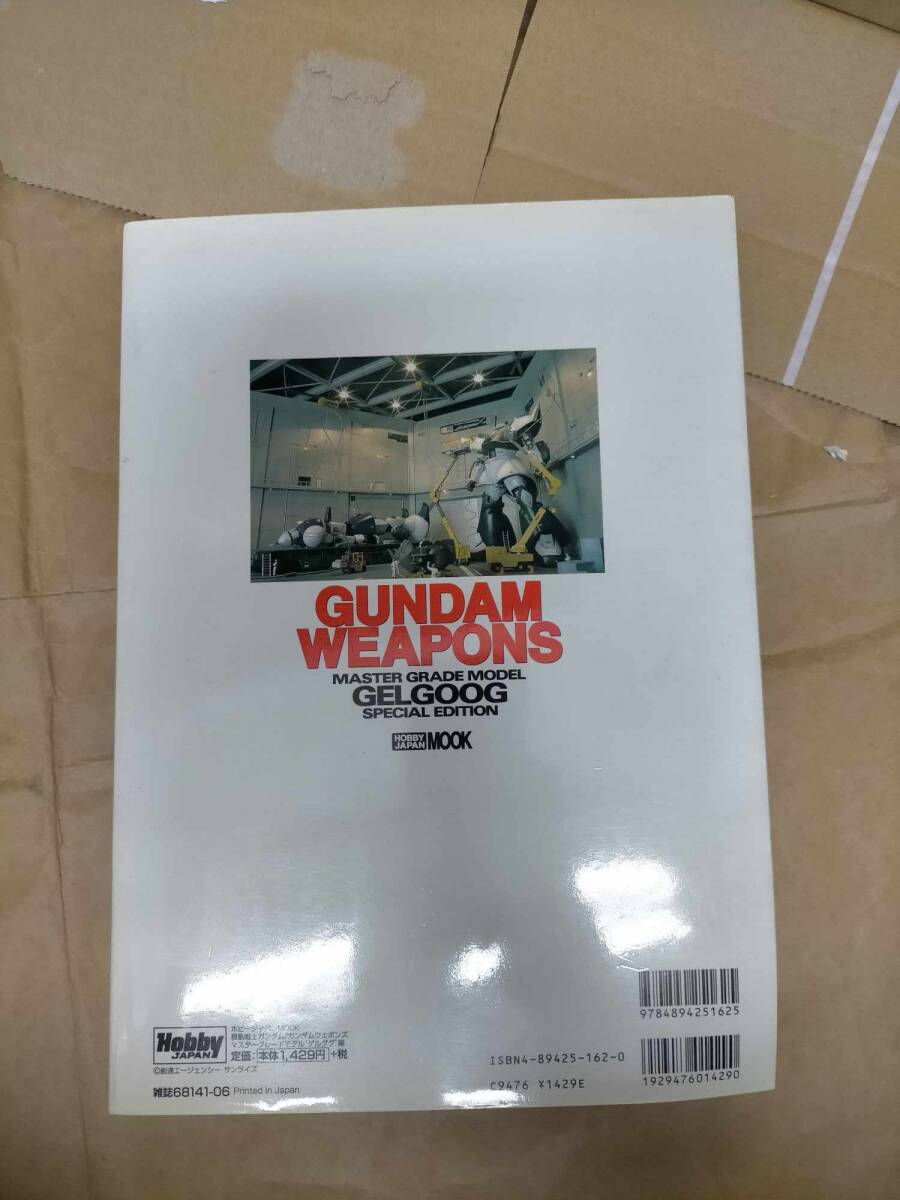 GUNDAM
WEAPONS
MASTER GRADE MODEL
GELGOOG
SPECIAL EDITION
HOBBY JAPAN MOOK
9784894251625
ISBN4-89425-162-0
C9476 ¥1429E
1929476014290
Hobby
JAPAN
ホビージャパンMOOK
機動戦士ガンダム/ガンダムウェポンズ
マスターグレードモデル“ゲルググ”編
定価:本体1,429円+税
©創通エージェンシー サンライズ
雑誌68141-06 Printed in Japan